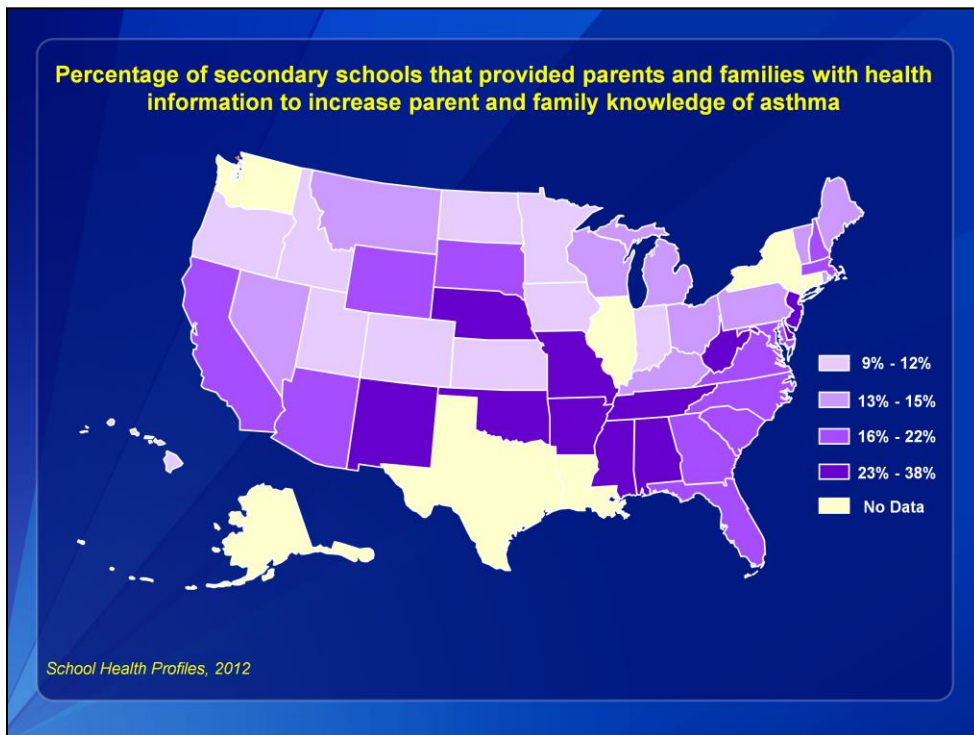 Percentage of secondary schools that provided parents and families with health
information to increase parent and family knowledge of asthma
9% - 12%
13% - 15%
16% - 22%
23% - 38%
No Data
School Health Profiles, 2012